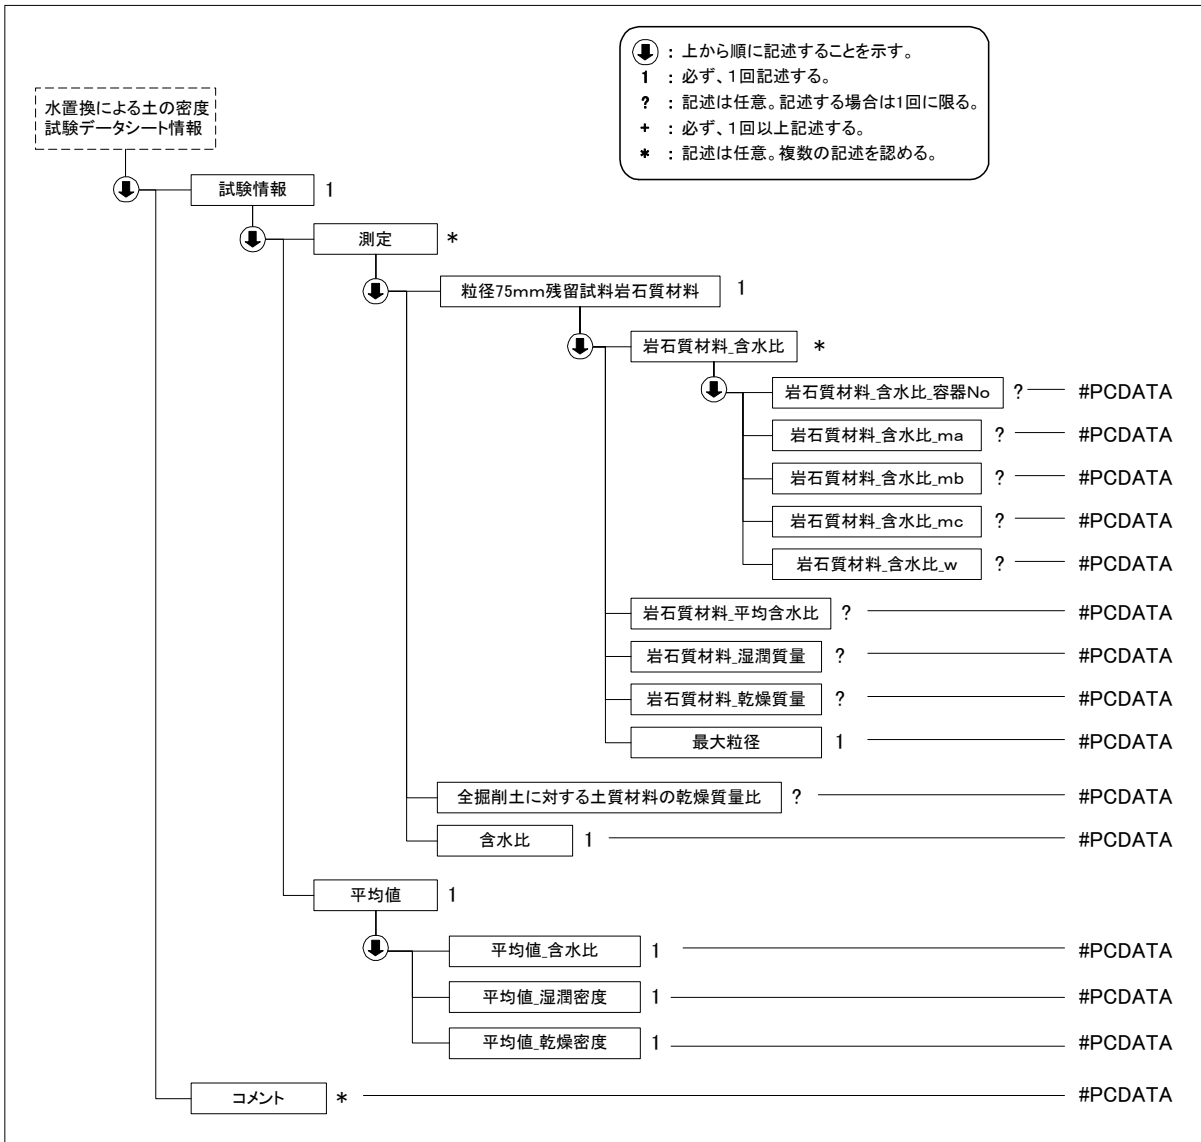 : 上から順に記述することを示す。
1 : 必ず、1回記述する。
? : 記述は任意。記述する場合は1回に限る。
+ : 必ず、1回以上記述する。
* : 記述は任意。複数の記述を認める。
水置換による土の密度
試験データシート情報
試験情報 1
測定 *
粒径75mm残留試料岩石質材料 1
岩石質材料_含水比 *
岩石質材料_含水比_容器No ? #PCDATA
岩石質材料_含水比_ma ? #PCDATA
岩石質材料_含水比_mb ? #PCDATA
岩石質材料_含水比_mc ? #PCDATA
岩石質材料_含水比_w ? #PCDATA
岩石質材料_平均含水比 ? #PCDATA
岩石質材料_湿潤質量 ? #PCDATA
岩石質材料_乾燥質量 ? #PCDATA
最大粒径 1 #PCDATA
全掘削土に対する土質材料の乾燥質量比 ? #PCDATA
含水比 1 #PCDATA
平均値 1
平均値_含水比 1 #PCDATA
平均値_湿潤密度 1 #PCDATA
平均値_乾燥密度 1 #PCDATA
コメント * #PCDATA